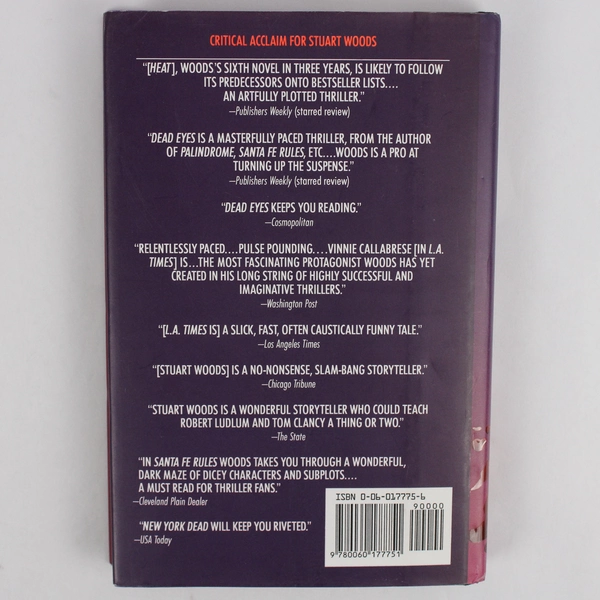 CRITICAL ACCLAIM FOR STUART WOODS
"[HEAT], WOODS'S SIXTH NOVEL IN THREE YEARS, IS LIKELY TO FOLLOW
ITS PREDECESSORS ONTO BESTSELLER LISTS....
AN ARTFULLY PLOTTED THRILLER."
—Publishers Weekly (starred review)
"DEAD EYES IS A MASTERFULLY PACED THRILLER, FROM THE AUTHOR
OF PALINDROME, SANTA FE RULES, ETC....WOODS IS A PRO AT
TURNING UP THE SUSPENSE."
—Publishers Weekly (starred review)
"DEAD EYES KEEPS YOU READING."
—Cosmopolitan
"RELENTLESSLY PACED....PULSE POUNDING....VINNIE CALLABRESE [IN L.A.
TIMES] IS...THE MOST FASCINATING PROTAGONIST WOODS HAS YET
CREATED IN HIS LONG STRING OF HIGHLY SUCCESSFUL AND
IMAGINATIVE THRILLERS."
—Washington Post
"[L.A. TIMES IS] A SLICK, FAST, OFTEN CAUSTICALLY FUNNY TALE."
—Los Angeles Times
"[STUART WOODS] IS A NO-NONSENSE, SLAM-BANG STORYTELLER."
—Chicago Tribune
"STUART WOODS IS A WONDERFUL STORYTELLER WHO COULD TEACH
ROBERT LUDLUM AND TOM CLANCY A THING OR TWO."
—The State
"IN SANTA FE RULES WOODS TAKES YOU THROUGH A WONDERFUL,
DARK MAZE OF DICEY CHARACTERS AND SUBPLOTS....
A MUST READ FOR THRILLER FANS."
—Cleveland Plain Dealer
"NEW YORK DEAD WILL KEEP YOU RIVETED."
—USA Today
ISBN 0-06-017775-6
90000
9 780060 177751